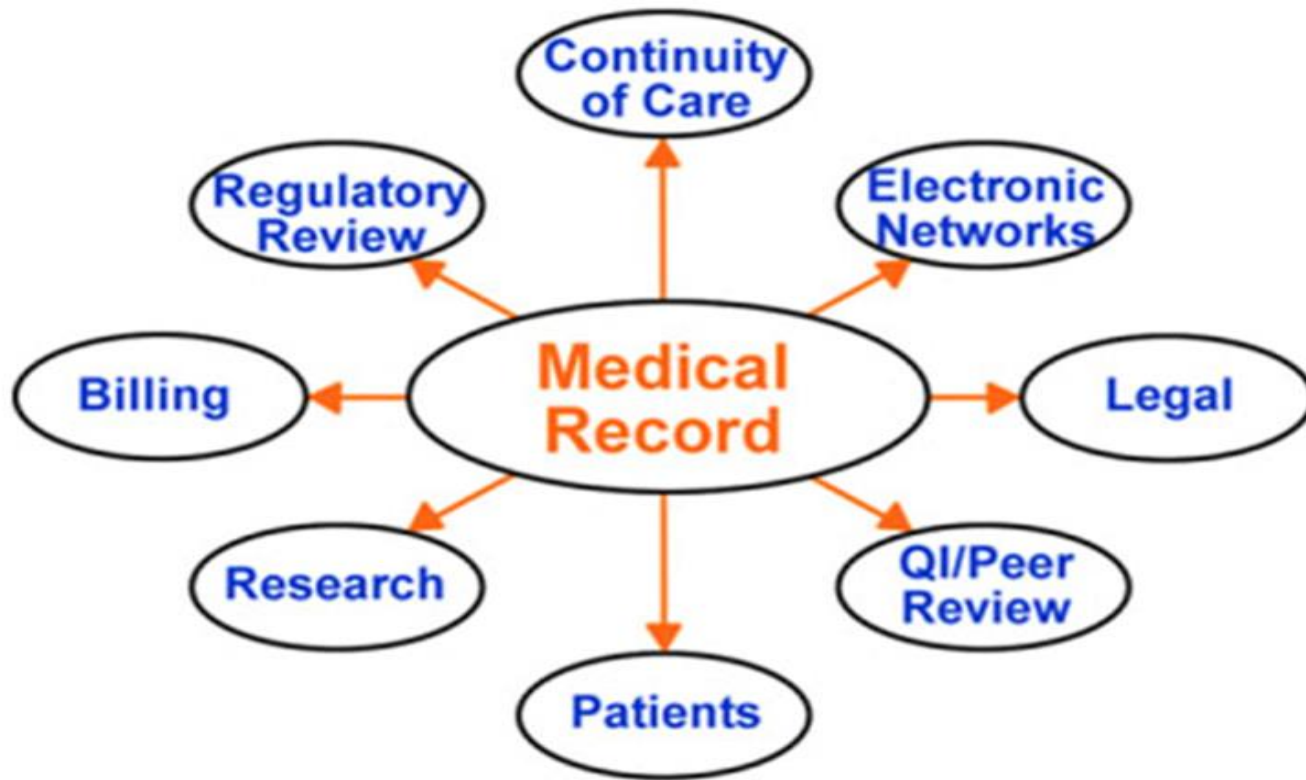 Continuity
of Care
Regulatory
Review
Electronic
Networks
Billing
Medical
Record
Legal
Research
QI/Peer
Review
Patients